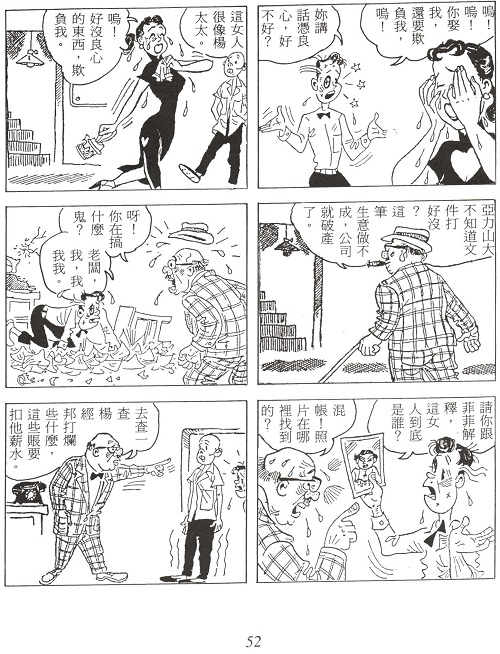 嗚！嗚！
你娶我，
還要欺
負我，嗚！
妳講
話憑良
心，好
不好？
這女人
很像楊
太太。
嗚！
好沒良心
的東西，欺
負我。
亞力山大
不知道文
件打
好沒
？這筆
生意做不
成，公司
就破產
了。
呀！
你在搞
什麼
鬼？
老闆，
我，我
我。
請你跟
菲菲解
釋，這女
人到底
是誰？
混
帳！照
片在哪
裡找到
的？
去查一
查楊經
邦打爛
些什麼，
這些賬要
扣他薪水。
52